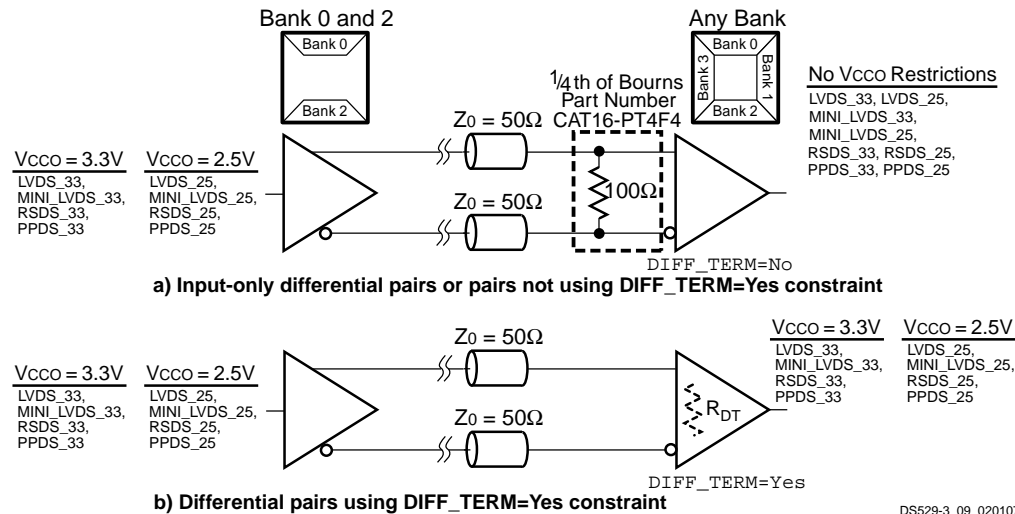 Bank 0 and 2
Bank 0
Bank 2
Any Bank
Bank 0
Bank 3
Bank 1
Bank 2
1/4 th of Bourns
Part Number
CAT16-PT4F4
No VCCO Restrictions
LVDS_33, LVDS_25,
MINI_LVDS_33,
MINI_LVDS_25,
RSDS_33, RSDS_25,
PPDS_33, PPDS_25
VCCO = 3.3V
LVDS_33,
MINI_LVDS_33,
RSDS_33,
PPDS_33
VCCO = 2.5V
LVDS_25,
MINI_LVDS_25,
RSDS_25,
PPDS_25
Z0 = 50Ω
Z0 = 50Ω
100Ω
DIFF_TERM=No
a) Input-only differential pairs or pairs not using DIFF_TERM=Yes constraint
VCCO = 3.3V
LVDS_33,
MINI_LVDS_33,
RSDS_33,
PPDS_33
VCCO = 2.5V
LVDS_25,
MINI_LVDS_25,
RSDS_25,
PPDS_25
Z0 = 50Ω
Z0 = 50Ω
RDT
DIFF_TERM=Yes
VCCO = 3.3V
LVDS_33,
MINI_LVDS_33,
RSDS_33,
PPDS_33
VCCO = 2.5V
LVDS_25,
MINI_LVDS_25,
RSDS_25,
PPDS_25
b) Differential pairs using DIFF_TERM=Yes constraint
DS529-3_09_020107